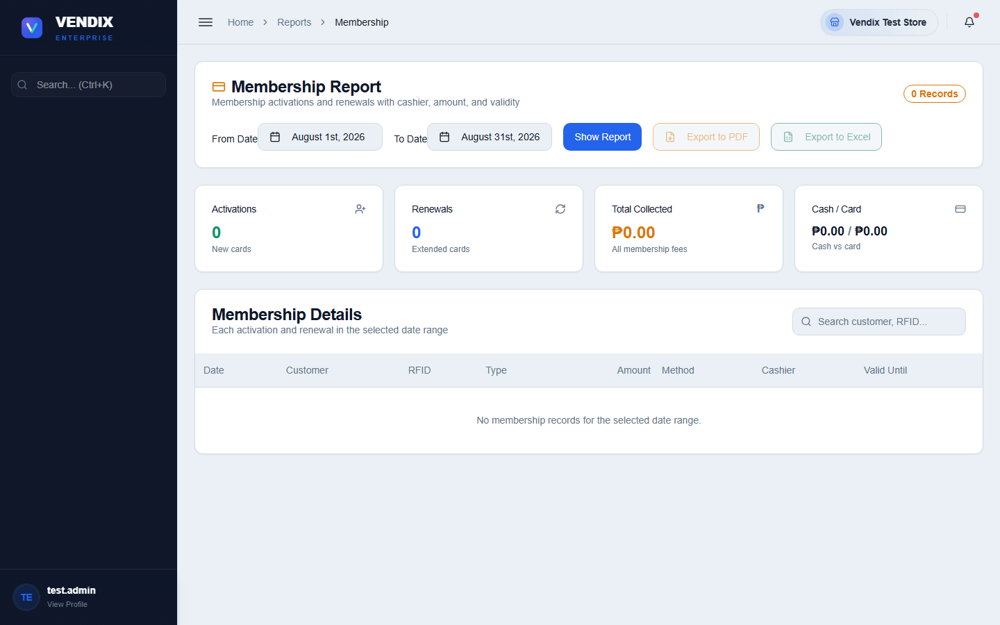 VENDIX
ENTERPRISE
Search... (Ctrl+K)
Home > Reports > Membership
Vendix Test Store
Membership Report
Membership activations and renewals with cashier, amount, and validity
0 Records
From Date August 1st, 2026 To Date August 31st, 2026 Show Report Export to PDF Export to Excel
Activations
0
New cards
Renewals
0
Extended cards
Total Collected ₱
₱0.00
All membership fees
Cash / Card
₱0.00 / ₱0.00
Cash vs card
Membership Details
Each activation and renewal in the selected date range
Search customer, RFID...
Date Customer RFID Type Amount Method Cashier Valid Until
No membership records for the selected date range.
TE
test.admin
View Profile